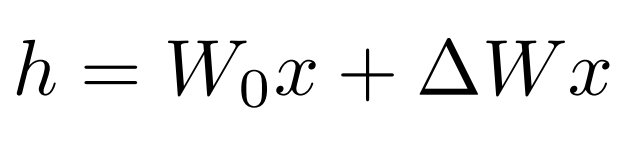 h = W₀x + ΔWx